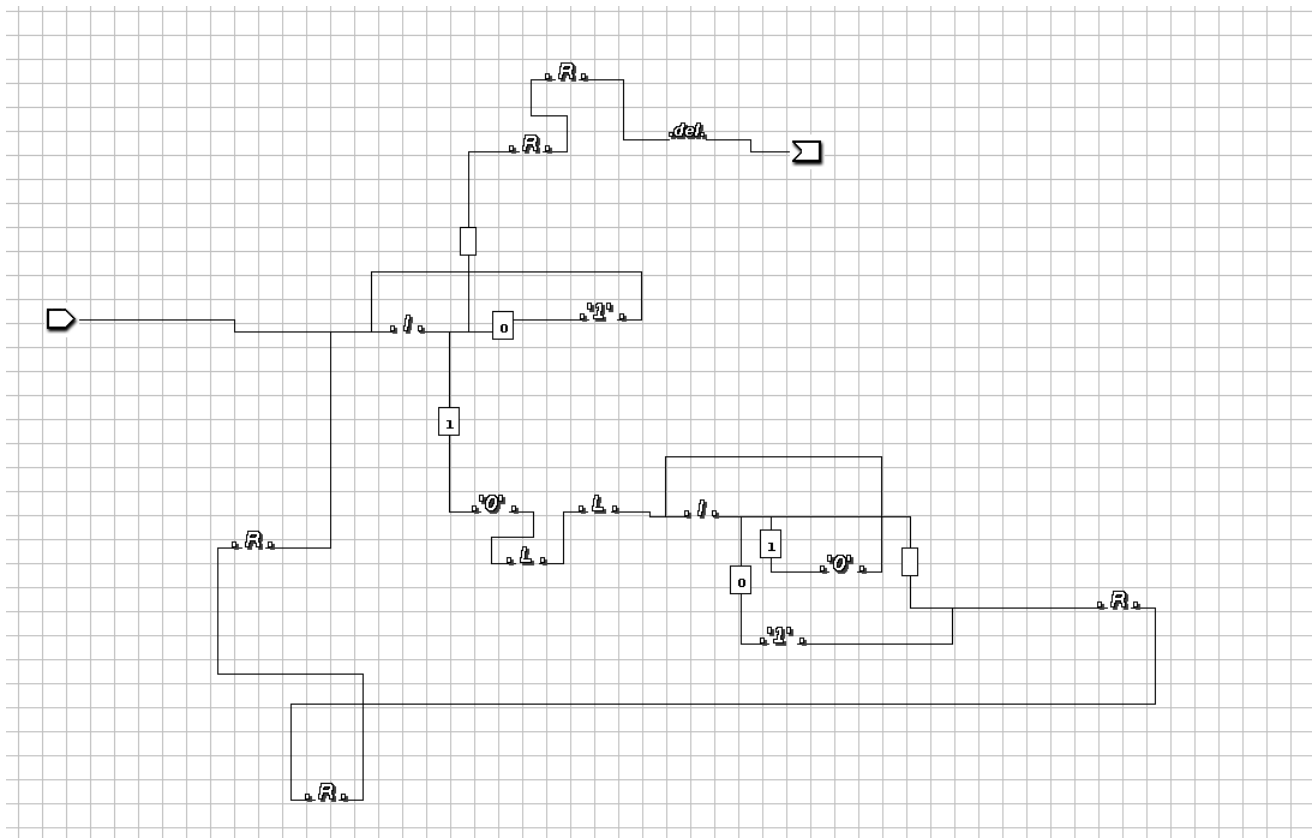 .R.
.R. .del.
.l. 0 .'1'.
1
.'0'. .L. .l.
.R. .L. 1 .'0'.
0
.'1'. .R.
.R.